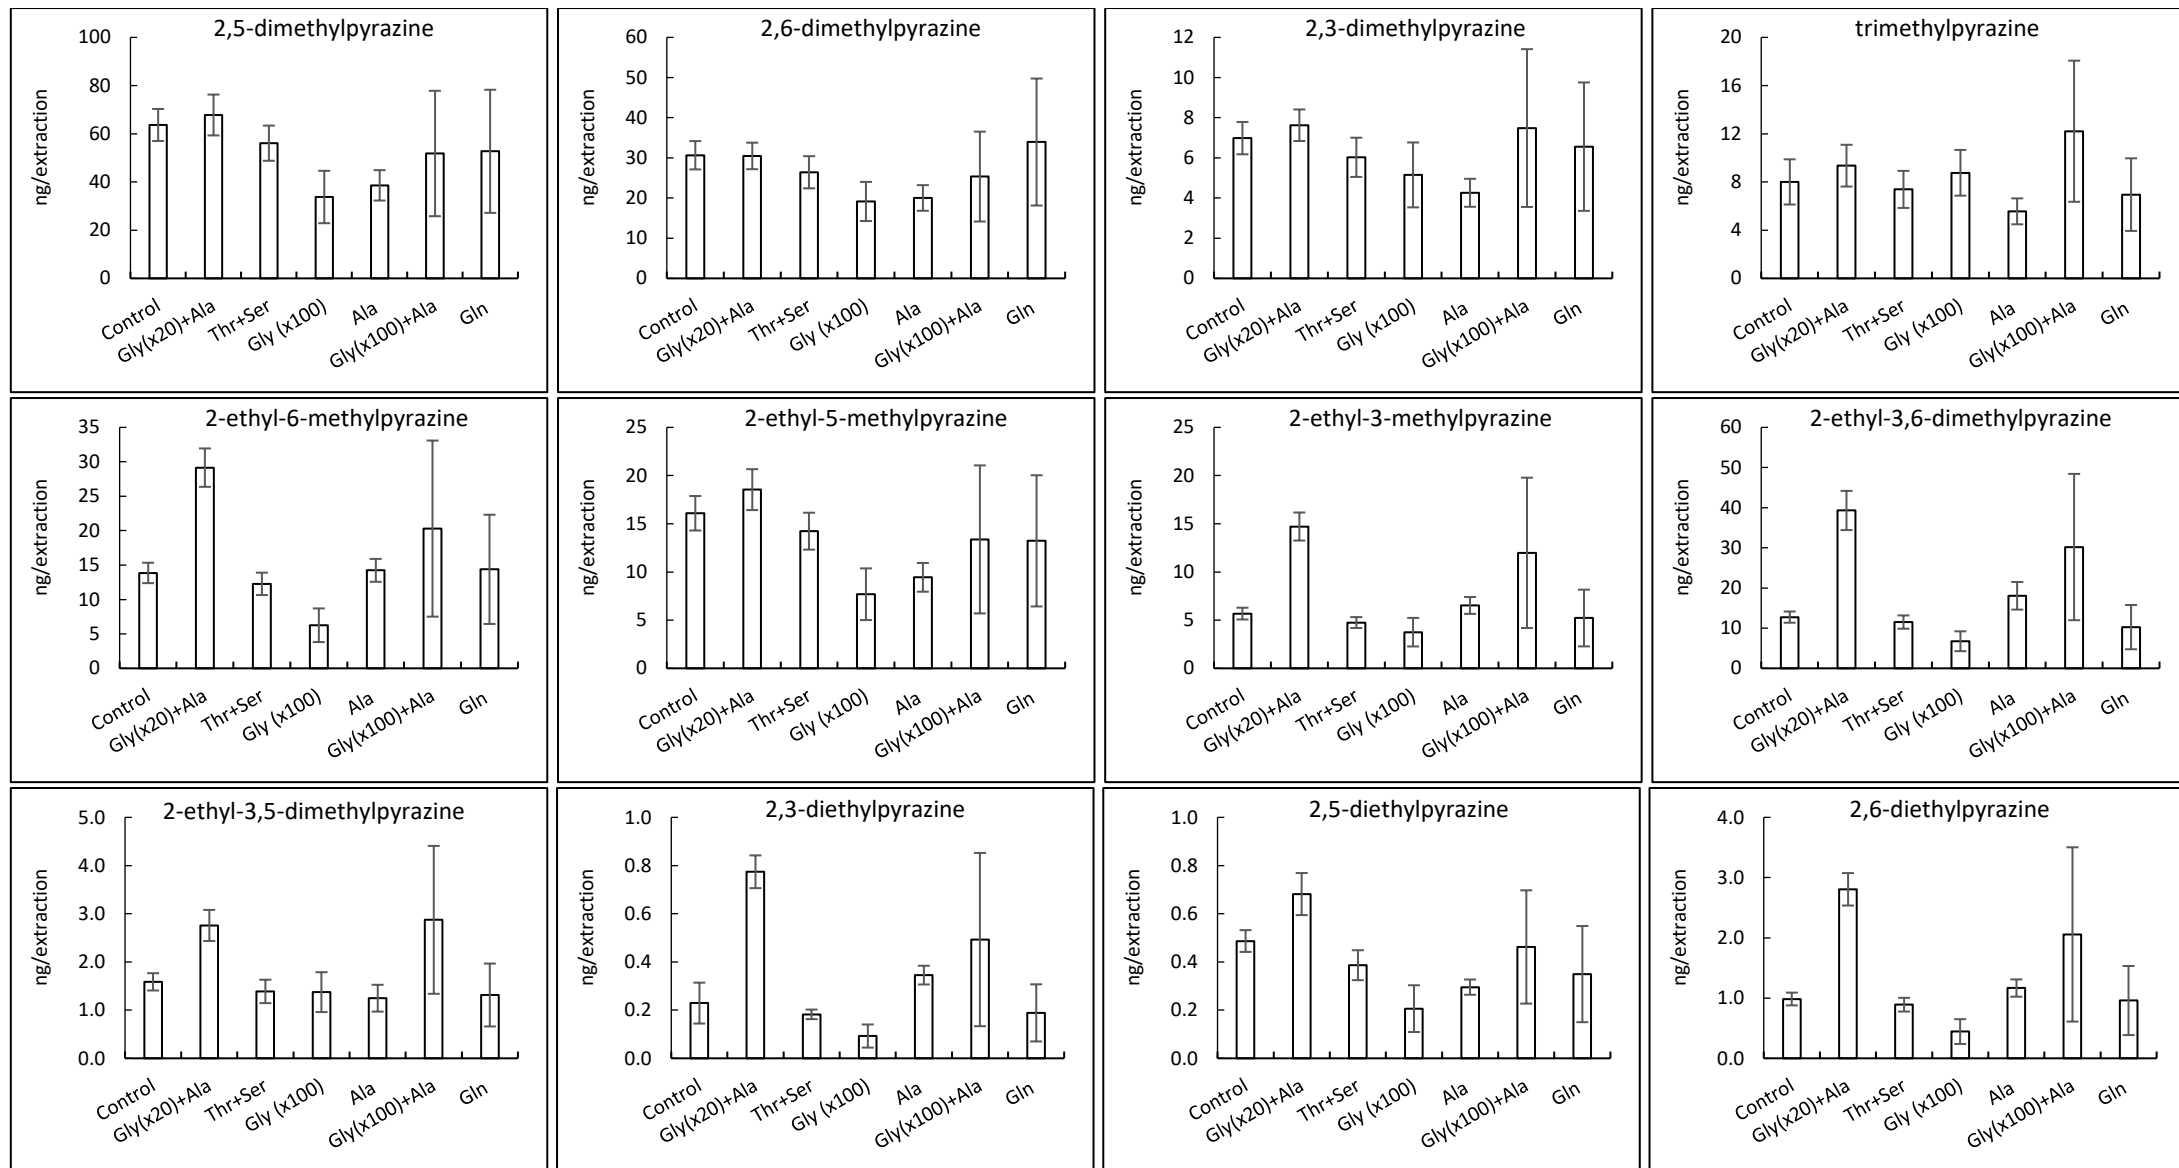 2,5-dimethylpyrazine
ng/extraction
100
80
60
40
20
0
Control
Gly(x20)+Ala
Thr+Ser
Gly (x100)
Ala
Gly(x100)+Ala
Gln
2,6-dimethylpyrazine
ng/extraction
60
50
40
30
20
10
0
Control
Gly(x20)+Ala
Thr+Ser
Gly (x100)
Ala
Gly(x100)+Ala
Gln
2,3-dimethylpyrazine
ng/extraction
12
10
8
6
4
2
0
Control
Gly(x20)+Ala
Thr+Ser
Gly (x100)
Ala
Gly(x100)+Ala
Gln
trimethylpyrazine
ng/extraction
20
16
12
8
4
0
Control
Gly(x20)+Ala
Thr+Ser
Gly (x100)
Ala
Gly(x100)+Ala
Gln
2-ethyl-6-methylpyrazine
ng/extraction
35
30
25
20
15
10
5
0
Control
Gly(x20)+Ala
Thr+Ser
Gly (x100)
Ala
Gly(x100)+Ala
Gln
2-ethyl-5-methylpyrazine
ng/extraction
25
20
15
10
5
0
Control
Gly(x20)+Ala
Thr+Ser
Gly (x100)
Ala
Gly(x100)+Ala
Gln
2-ethyl-3-methylpyrazine
ng/extraction
25
20
15
10
5
0
Control
Gly(x20)+Ala
Thr+Ser
Gly (x100)
Ala
Gly(x100)+Ala
Gln
2-ethyl-3,6-dimethylpyrazine
ng/extraction
60
50
40
30
20
10
0
Control
Gly(x20)+Ala
Thr+Ser
Gly (x100)
Ala
Gly(x100)+Ala
Gln
2-ethyl-3,5-dimethylpyrazine
ng/extraction
5.0
4.0
3.0
2.0
1.0
0.0
Control
Gly(x20)+Ala
Thr+Ser
Gly (x100)
Ala
Gly(x100)+Ala
Gln
2,3-diethylpyrazine
ng/extraction
1.0
0.8
0.6
0.4
0.2
0.0
Control
Gly(x20)+Ala
Thr+Ser
Gly (x100)
Ala
Gly(x100)+Ala
Gln
2,5-diethylpyrazine
ng/extraction
1.0
0.8
0.6
0.4
0.2
0.0
Control
Gly(x20)+Ala
Thr+Ser
Gly (x100)
Ala
Gly(x100)+Ala
Gln
2,6-diethylpyrazine
ng/extraction
4.0
3.0
2.0
1.0
0.0
Control
Gly(x20)+Ala
Thr+Ser
Gly (x100)
Ala
Gly(x100)+Ala
Gln